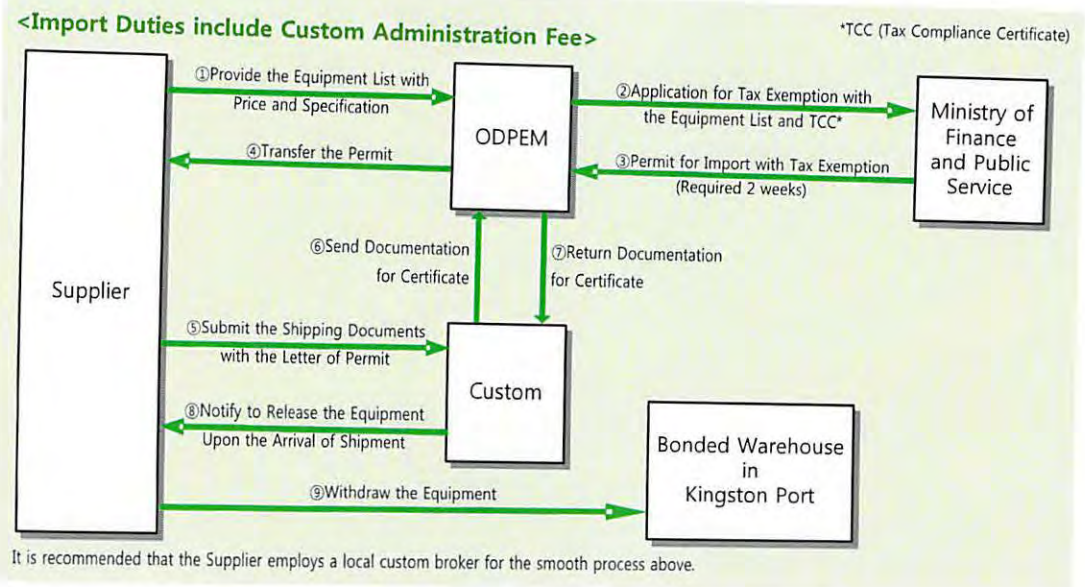 <Import Duties include Custom Administration Fee>
*TCC (Tax Compliance Certificate)
Supplier
①Provide the Equipment List with
Price and Specification
④Transfer the Permit
ODPEM
②Application for Tax Exemption with
the Equipment List and TCC*
③Permit for Import with Tax Exemption
(Required 2 weeks)
Ministry of
Finance
and Public
Service
⑥Send Documentation
for Certificate
⑦Return Documentation
for Certificate
⑤Submit the Shipping Documents
with the Letter of Permit
Custom
⑧Notify to Release the Equipment
Upon the Arrival of Shipment
⑨Withdraw the Equipment
Bonded Warehouse
in
Kingston Port
It is recommended that the Supplier employs a local custom broker for the smooth process above.